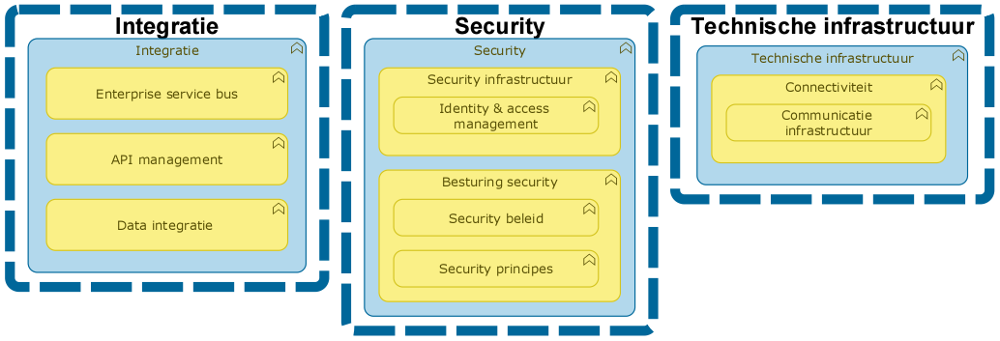 Integratie
Integratie
Enterprise service bus
API management
Data integratie
Security
Security
Security infrastructuur
Identity & access
management
Besturing security
Security beleid
Security principes
Technische infrastructuur
Technische infrastructuur
Connectiviteit
Communicatie
infrastructuur